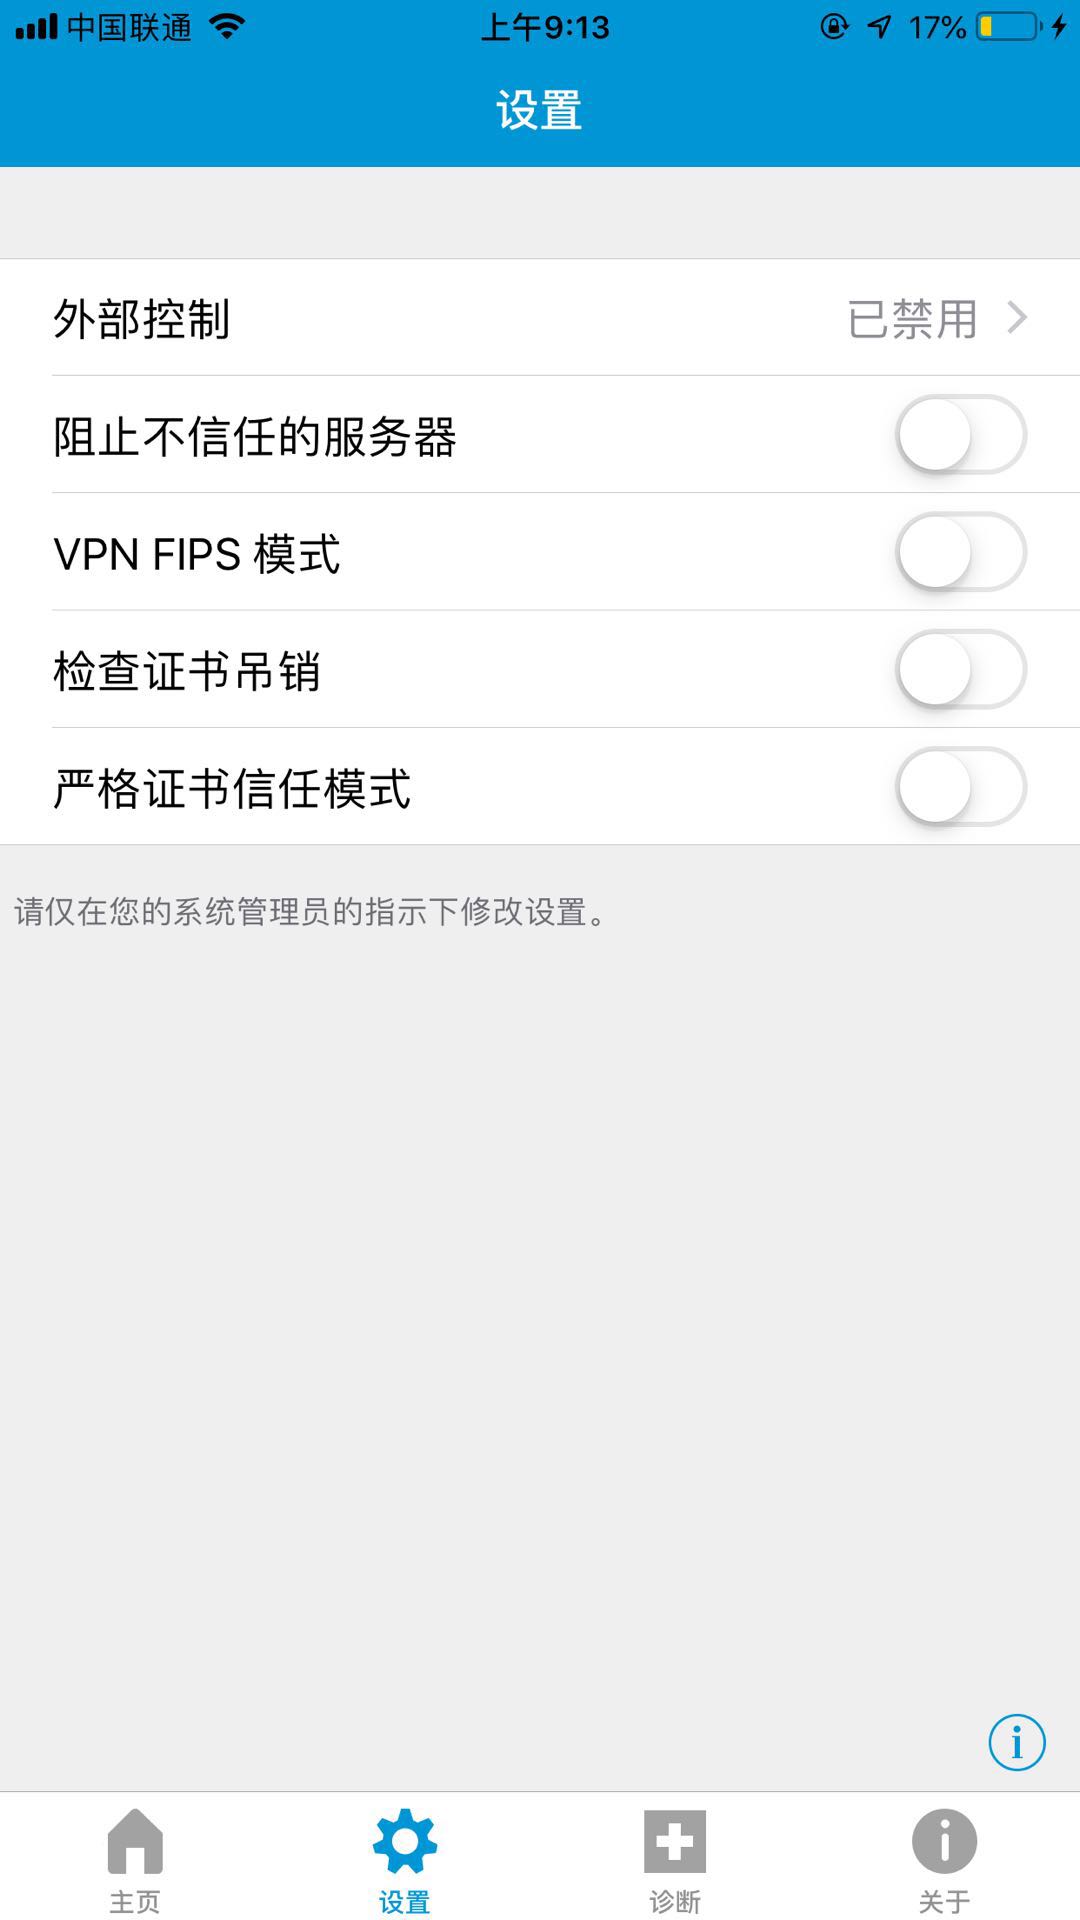 中国联通 上午9:13 17%
设置
外部控制 已禁用
阻止不信任的服务器
VPN FIPS 模式
检查证书吊销
严格证书信任模式
请仅在您的系统管理员的指示下修改设置。
主页 设置 诊断 关于